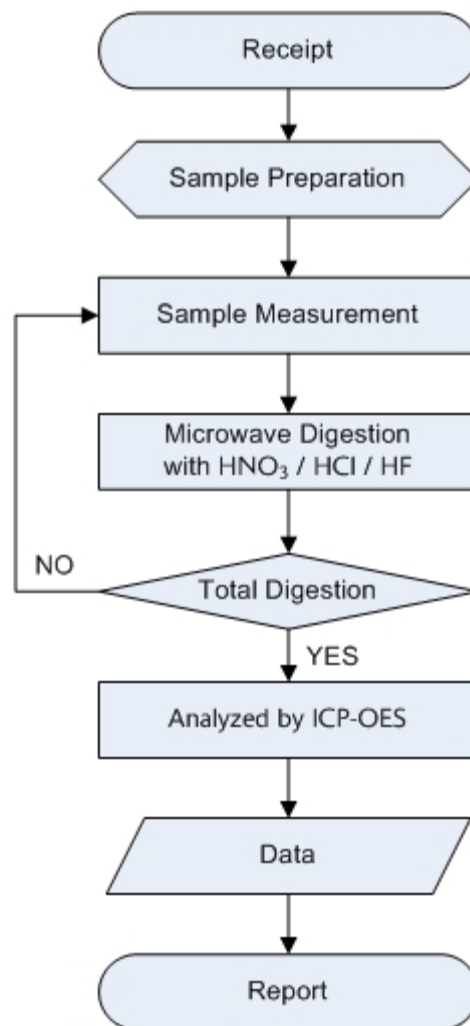 Receipt
Sample Preparation
Sample Measurement
Microwave Digestion
with HNO₃ / HCl / HF
NO
Total Digestion
YES
Analyzed by ICP-OES
Data
Report